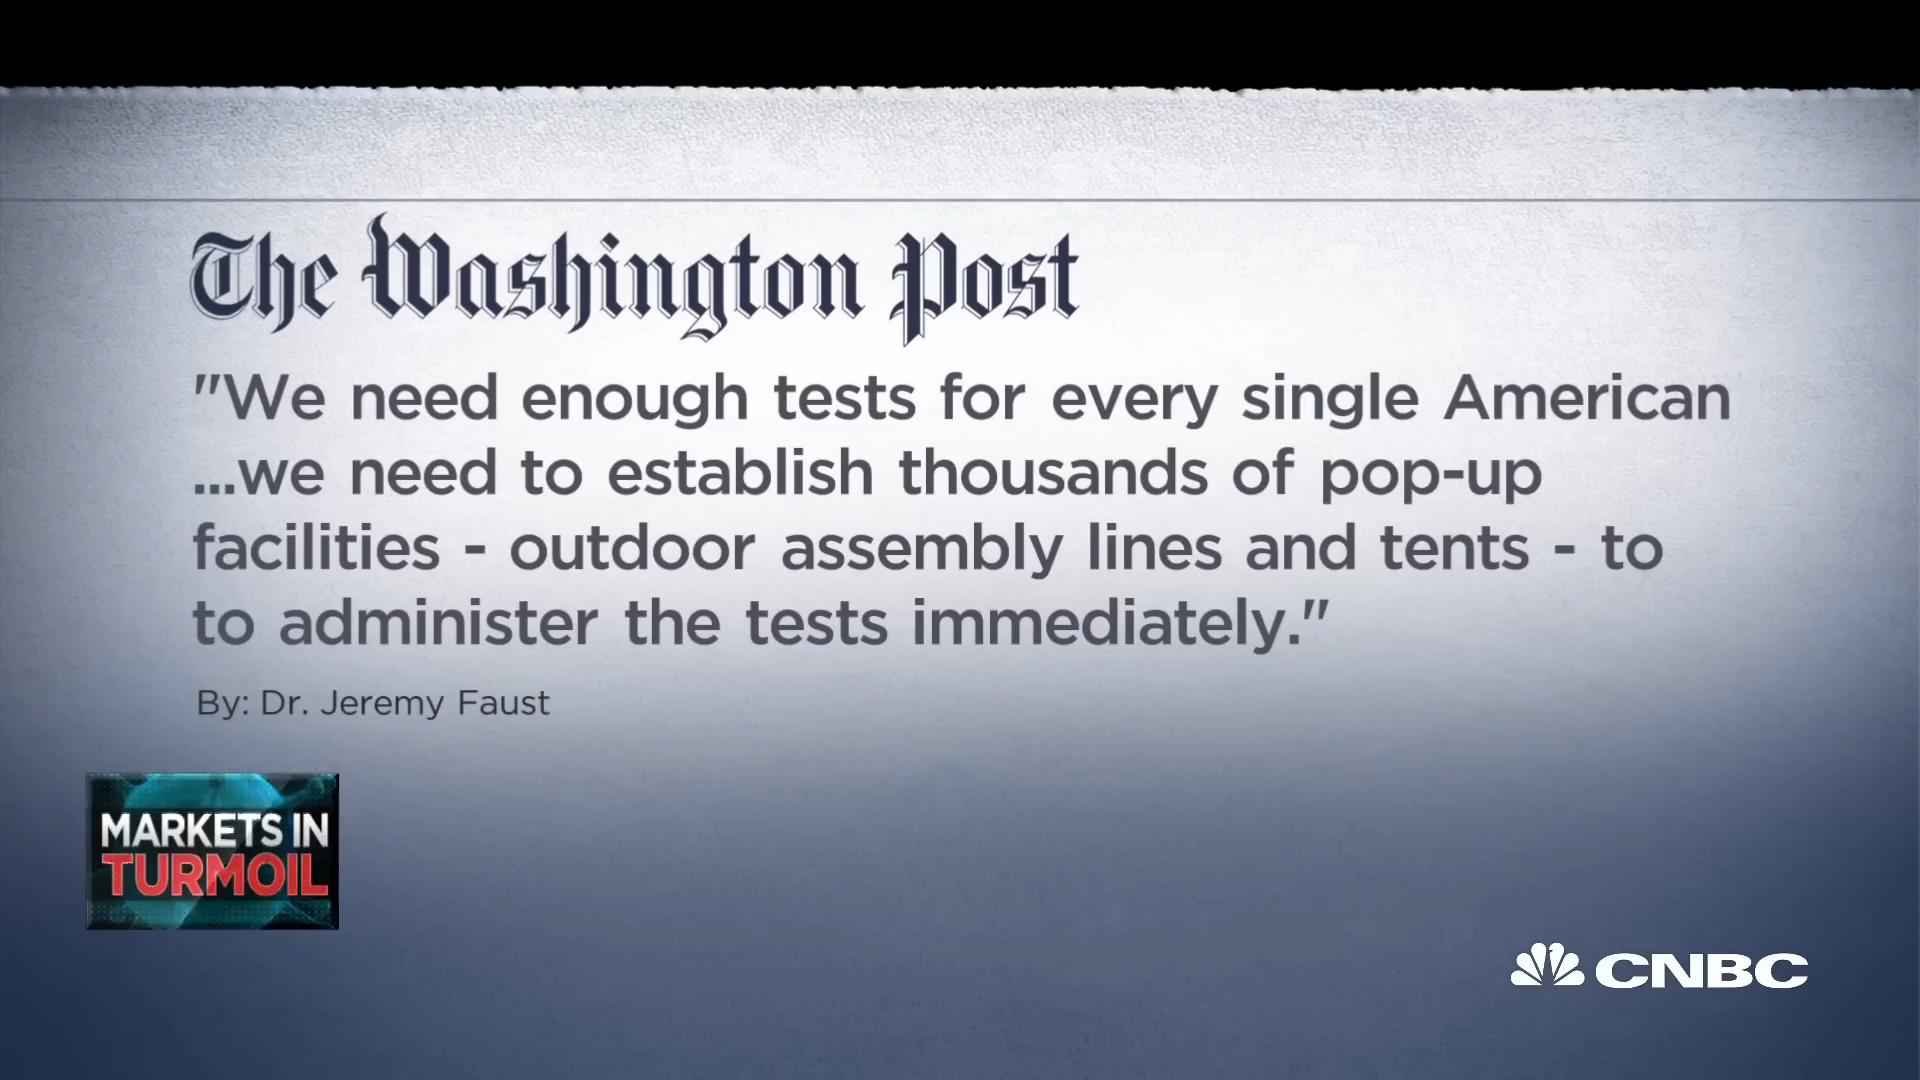 The Washington Post
"We need enough tests for every single American
...we need to establish thousands of pop-up
facilities - outdoor assembly lines and tents - to
to administer the tests immediately."
By: Dr. Jeremy Faust
MARKETS IN
TURMOIL
CNBC